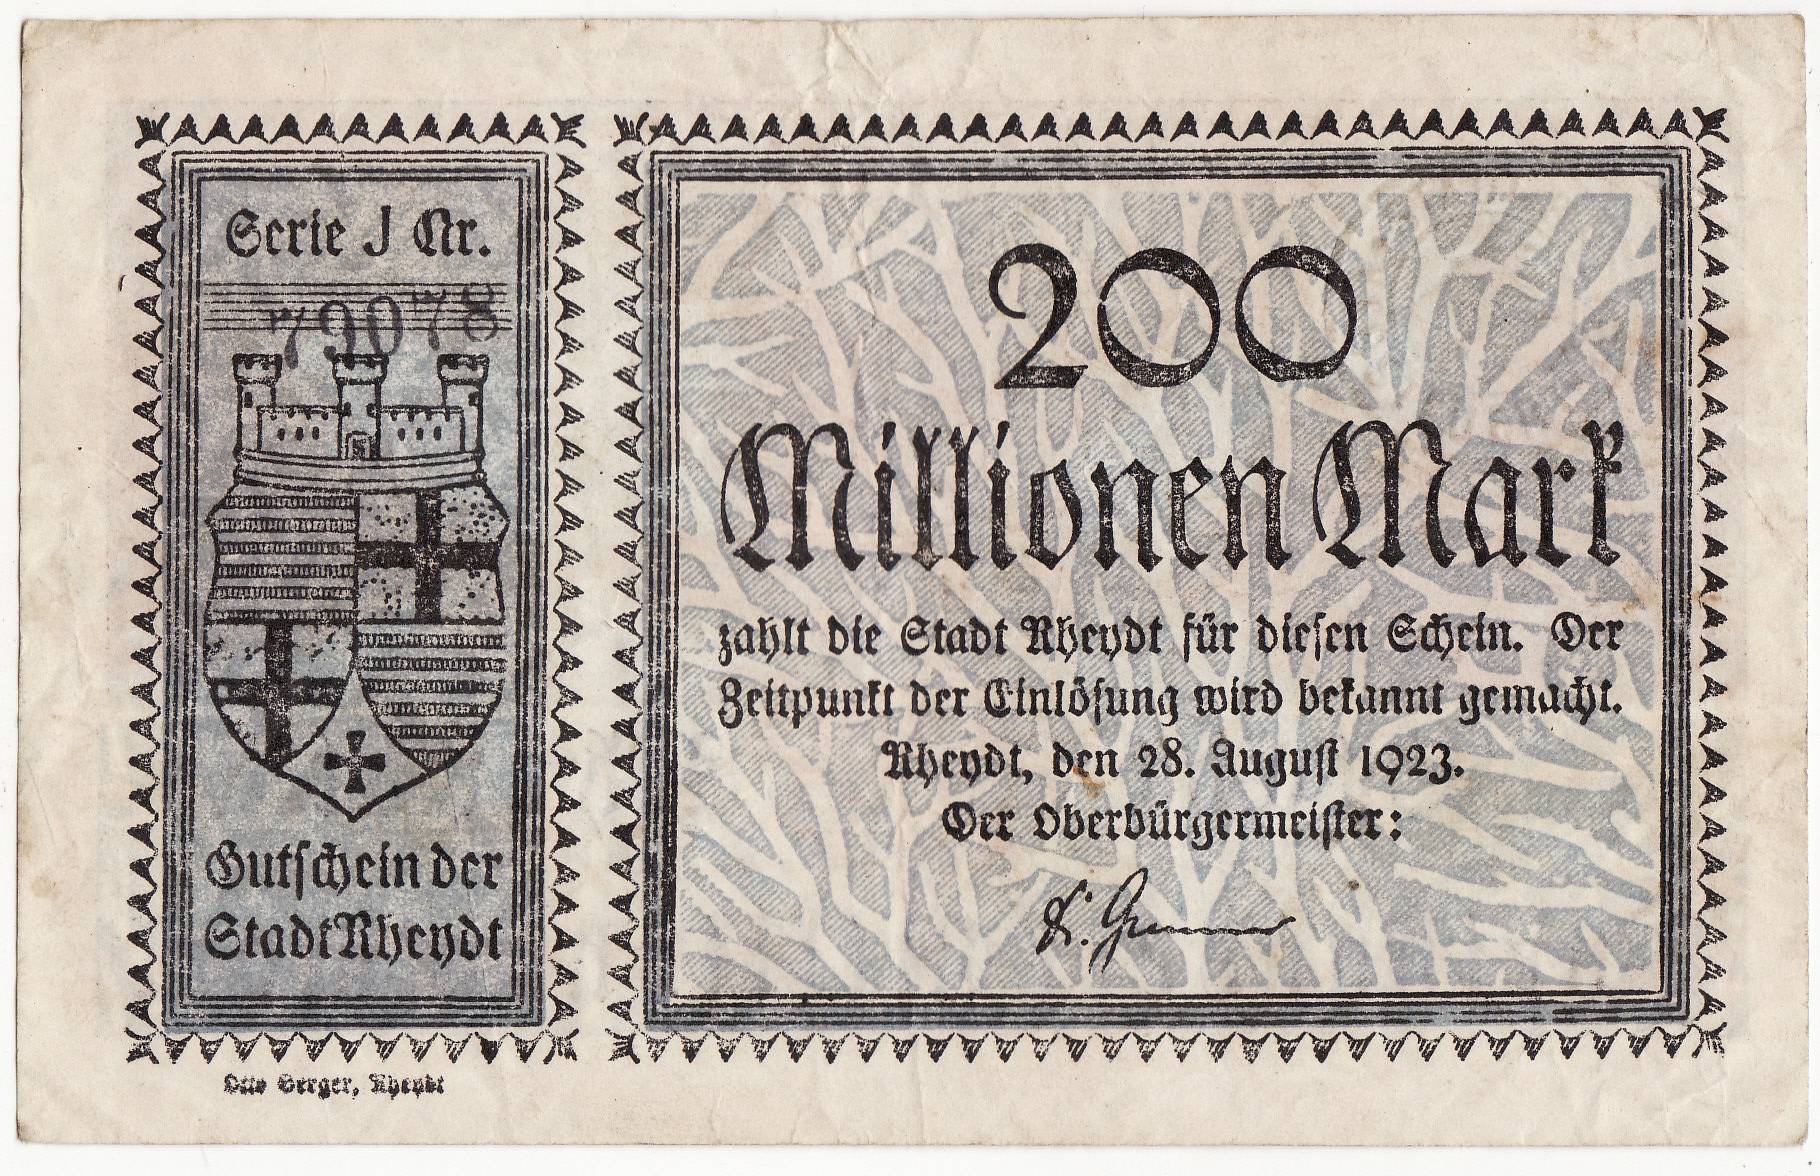 Serie J Nr.
79078
Gutschein der
Stadt Rheydt
200
Millionen Mark
zahlt die Stadt Rheydt für diesen Schein. Der
Zeitpunkt der Einlösung wird bekannt gemacht.
Rheydt, den 28. August 1923.
Der Oberbürgermeister:
Otto Berger, Rheydt